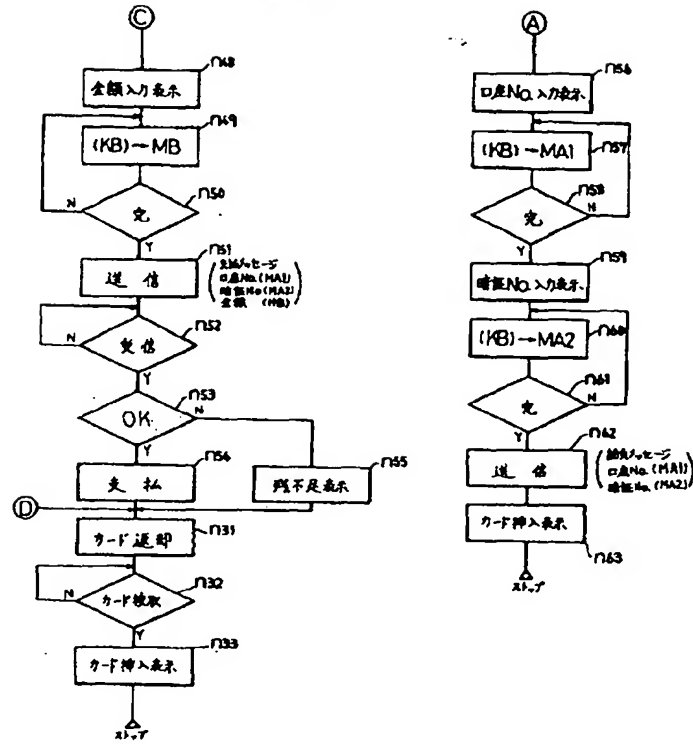 C
n48
金額入力表示
n49
(KB)→MB
n50
完
N
Y
n51
送信
支払メッセージ
口座No.(MA1)
暗証No(MA2)
金額 (MB)
n52
受信
N
Y
n53
OK
N
Y
n54
支払
n55
残不足表示
D
n31
カード返却
n32
カード抜取
N
Y
n33
カード挿入表示
ストップ
A
n56
口座No.入力表示
n57
(KB)→MA1
n58
完
N
Y
n59
暗証No.入力表示
n60
(KB)→MA2
n61
完
N
Y
n62
送信
メッセージ
口座No.(MA1)
暗証No.(MA2)
カード挿入表示
n63
ストップ